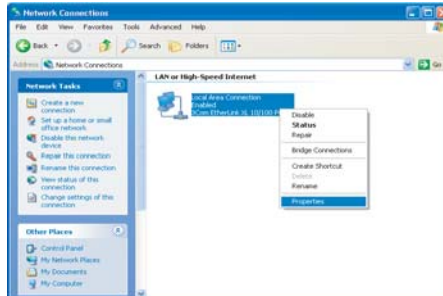 Network Connections
File Edit View Favorites Tools Advanced Help
Back Search Folders
Address Network Connections Go
Network Tasks
Create a new
connection
Set up a home or small
office network
Disable this network
device
Repair this connection
Rename this connection
View status of this
connection
Change settings of this
connection
Other Places
Control Panel
My Network Places
My Documents
My Computer
LAN or High-Speed Internet
Local Area Connection
Enabled
3Com EtherLink XL 10/100 P
Disable
Status
Repair
Bridge Connections
Create Shortcut
Delete
Rename
Properties